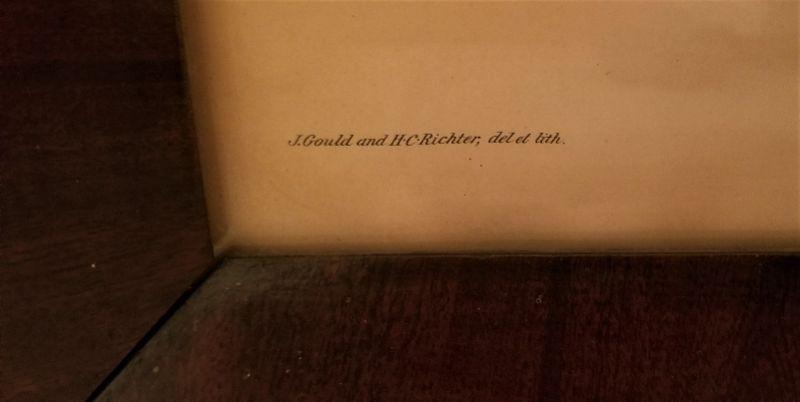 J. Gould and H. C. Richter, del et lith.